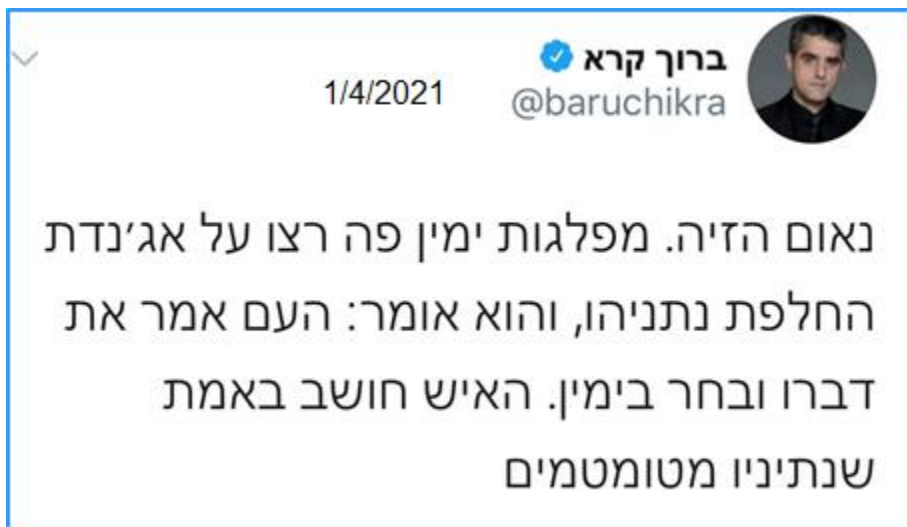 ברוך קרא
@baruchikra
1/4/2021
נאום הזיה. מפלגות ימין פה רצו על אג׳נדת
החלפת נתניהו, והוא אומר: העם אמר את
דברו ובחר בימין. האיש חושב באמת
שנתיניו מטומטמים